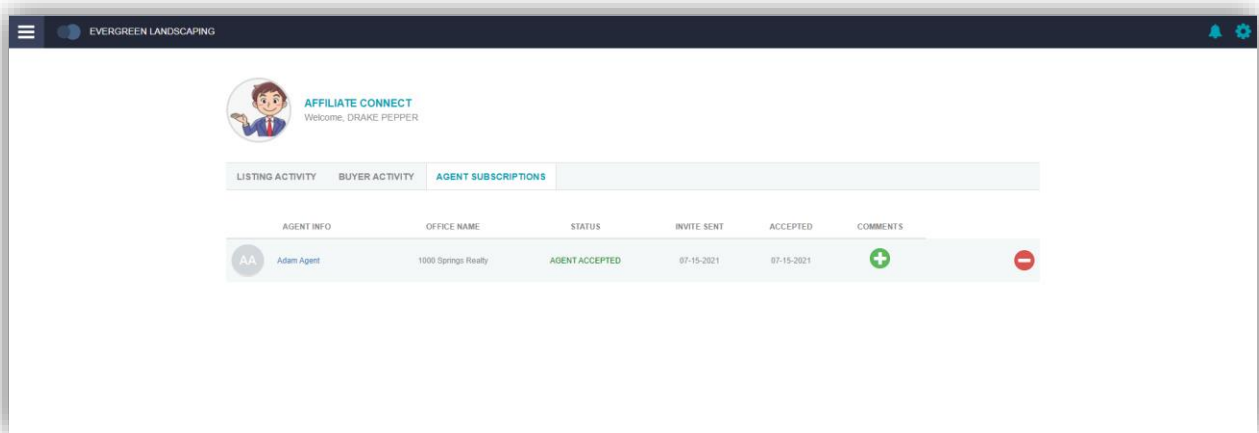 EVERGREEN LANDSCAPING
AFFILIATE CONNECT
Welcome, DRAKE PEPPER
LISTING ACTIVITY BUYER ACTIVITY AGENT SUBSCRIPTIONS
AGENT INFO OFFICE NAME STATUS INVITE SENT ACCEPTED COMMENTS
AA Adam Agent 1000 Springs Realty AGENT ACCEPTED 07-15-2021 07-15-2021